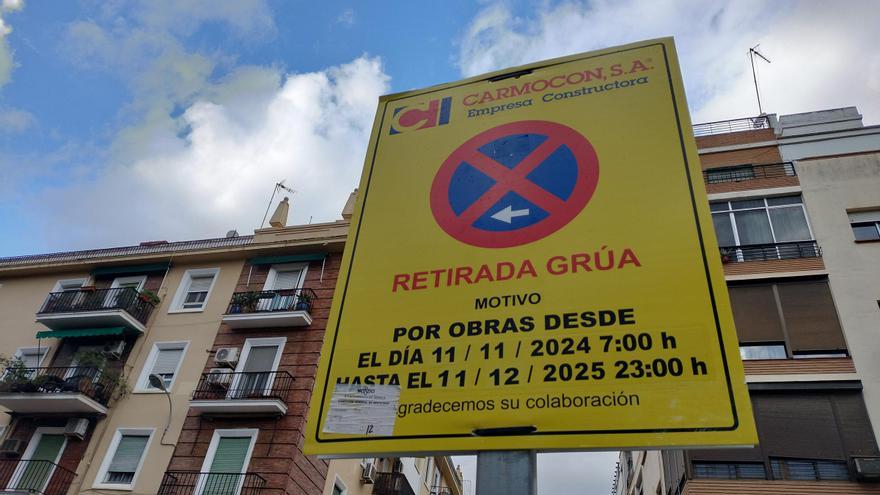 CARMOCON, S.A.
Empresa Constructora
RETIRADA GRÚA
MOTIVO
POR OBRAS DESDE
EL DÍA 11 / 11 / 2024 7:00 h
HASTA EL 11 / 12 / 2025 23:00 h
gradecemos su colaboración
12